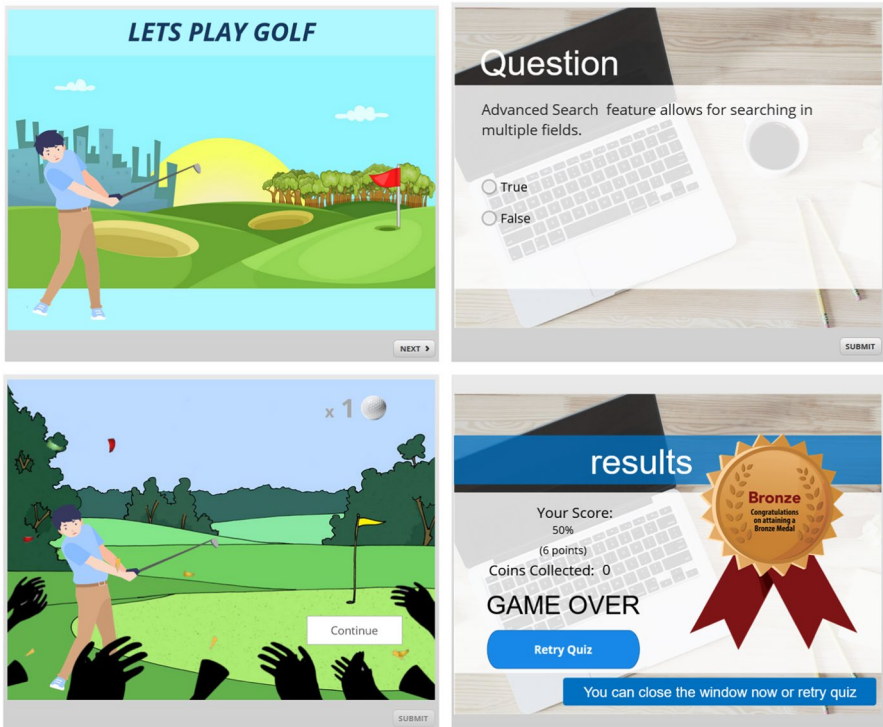 LETS PLAY GOLF
NEXT
Question
Advanced Search feature allows for searching in
multiple fields.
True
False
SUBMIT
x 1
Continue
SUBMIT
results
Your Score:
50%
(6 points)
Coins Collected: 0
GAME OVER
Retry Quiz
Bronze
Congratulations
on attaining a
Bronze Medal
You can close the window now or retry quiz